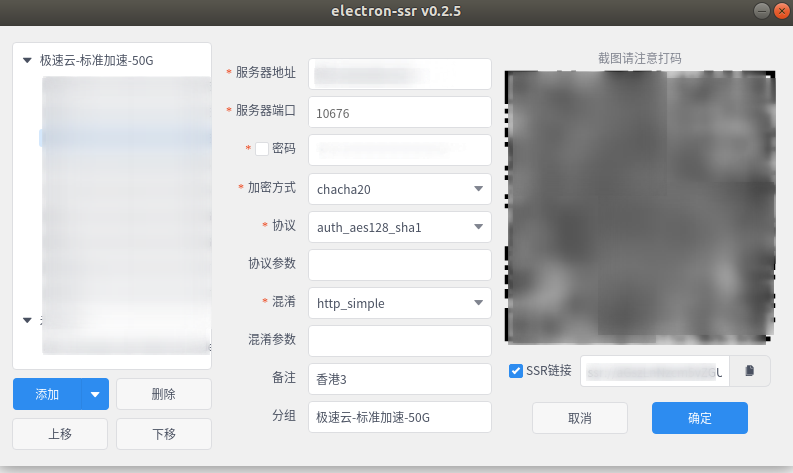 electron-ssr v0.2.5
极速云-标准加速-50G
添加
删除
上移
下移
* 服务器地址
* 服务器端口 10676
* 密码
* 加密方式 chacha20
* 协议 auth_aes128_sha1
协议参数
* 混淆 http_simple
混淆参数
备注 香港3
分组 极速云-标准加速-50G
截图请注意打码
SSR链接
取消
确定